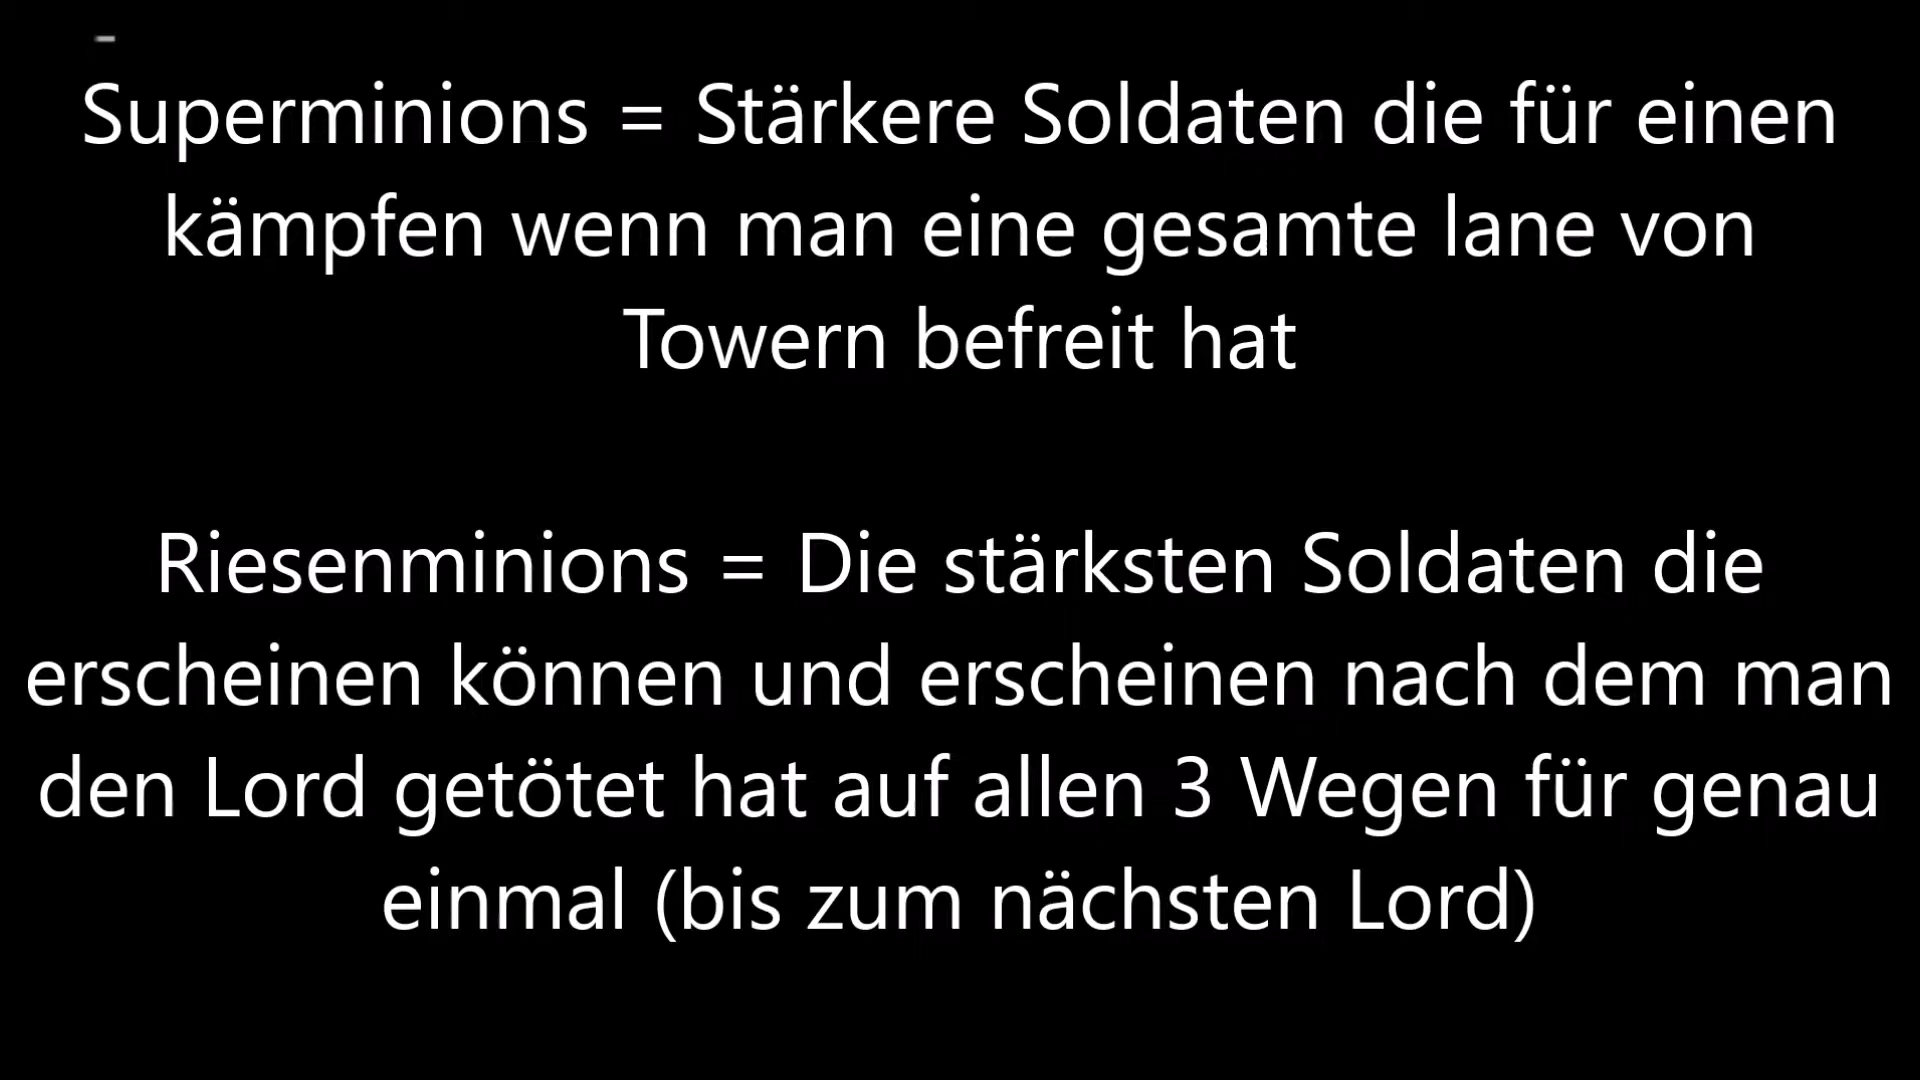 Superminions = Stärkere Soldaten die für einen
kämpfen wenn man eine gesamte lane von
Towern befreit hat
Riesenminions = Die stärksten Soldaten die
erscheinen können und erscheinen nach dem man
den Lord getötet hat auf allen 3 Wegen für genau
einmal (bis zum nächsten Lord)